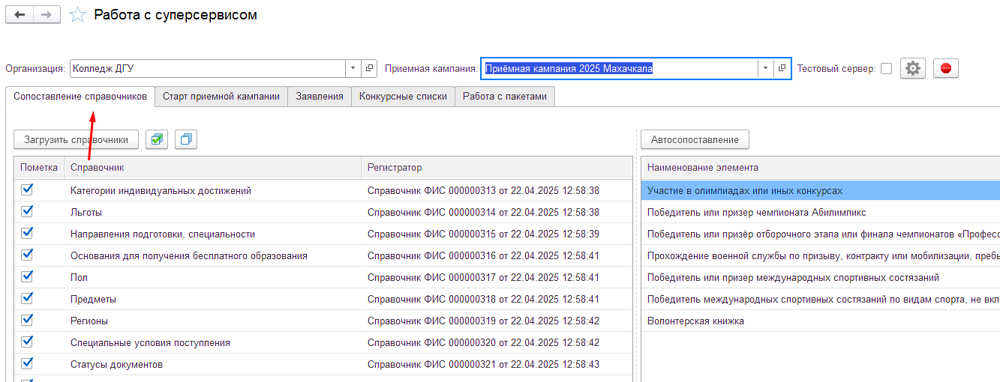 Работа с суперсервисом
Организация: Колледж ДГУ Приемная кампания: Приёмная кампания 2025 Махачкала Тестовый сервер:
Сопоставление справочников Старт приемной кампании Заявления Конкурсные списки Работа с пакетами
Загрузить справочники Автосопоставление
Пометка Справочник Регистратор Наименование элемента
Категории индивидуальных достижений Справочник ФИС 000000313 от 22.04.2025 12:58:38 Участие в олимпиадах или иных конкурсах
Льготы Справочник ФИС 000000314 от 22.04.2025 12:58:38 Победитель или призер чемпионата Абилимпикс
Направления подготовки, специальности Справочник ФИС 000000315 от 22.04.2025 12:58:39 Победитель или призёр отборочного этапа или финала чемпионатов «Професс
Основания для получения бесплатного образования Справочник ФИС 000000316 от 22.04.2025 12:58:41 Прохождение военной службы по призыву, контракту или мобилизации, преб
Пол Справочник ФИС 000000317 от 22.04.2025 12:58:41 Победитель или призер международных спортивных состязаний
Предметы Справочник ФИС 000000318 от 22.04.2025 12:58:41 Победитель международных спортивных состязаний по видам спорта, не вкл
Регионы Справочник ФИС 000000319 от 22.04.2025 12:58:42 Волонтерская книжка
Специальные условия поступления Справочник ФИС 000000320 от 22.04.2025 12:58:42
Статусы документов Справочник ФИС 000000321 от 22.04.2025 12:58:43